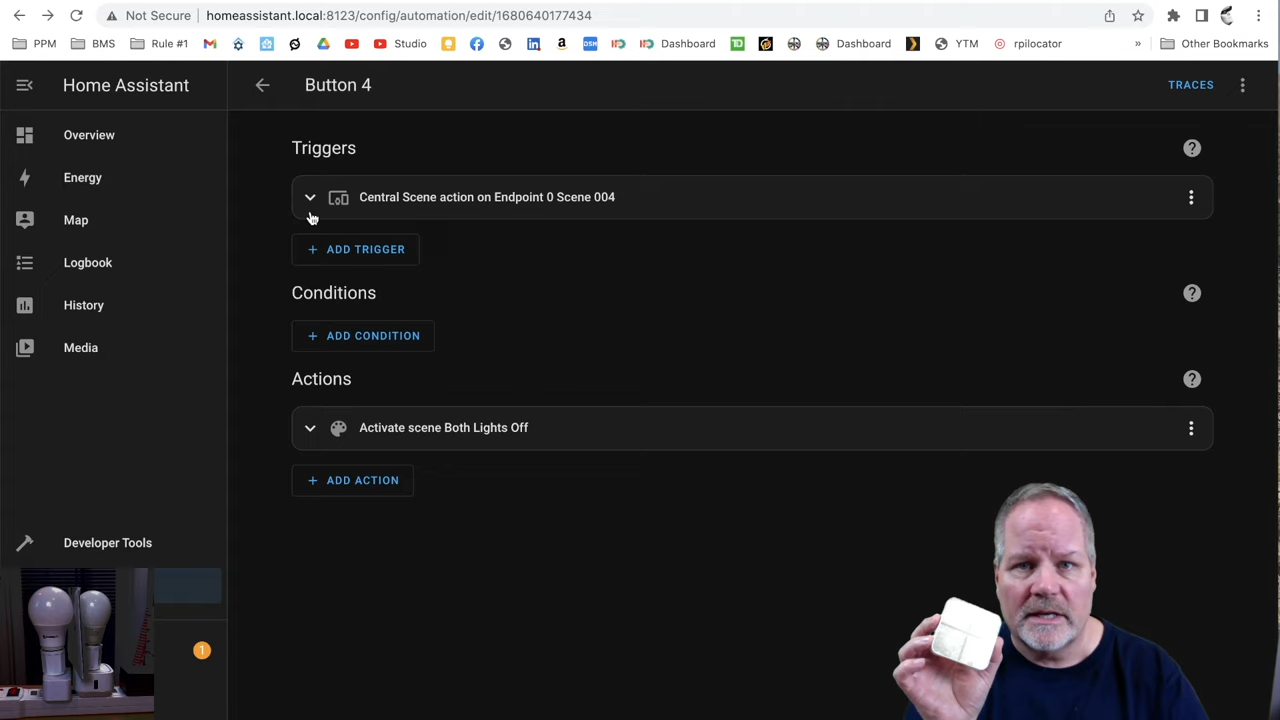 Not Secure | homeassistant.local:8123/config/automation/edit/1680640177434
PPM BMS Rule #1 Studio DSM Dashboard Dashboard YTM rpilocator » Other Bookmarks
Home Assistant
Button 4
TRACES
Overview
Energy
Map
Logbook
History
Media
Developer Tools
1
Triggers
Central Scene action on Endpoint 0 Scene 004
+ ADD TRIGGER
Conditions
+ ADD CONDITION
Actions
Activate scene Both Lights Off
+ ADD ACTION